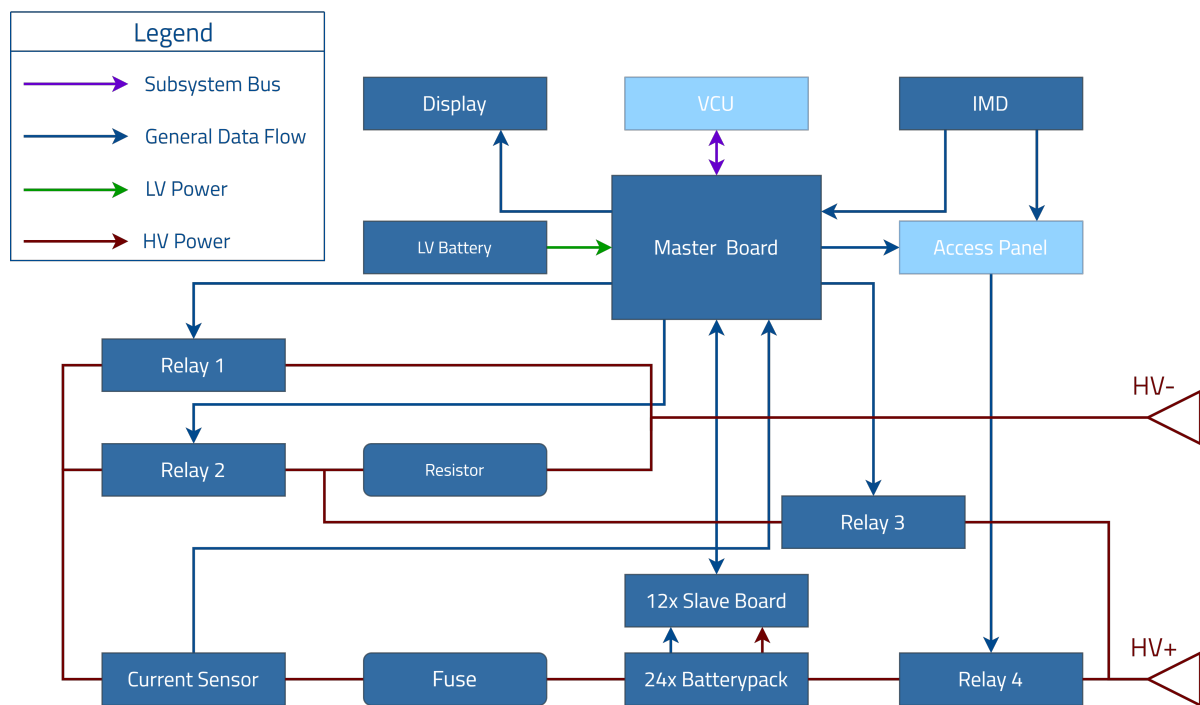 Legend
Subsystem Bus
General Data Flow
LV Power
HV Power
Display
VCU
IMD
LV Battery
Master Board
Access Panel
Relay 1
HV-
Relay 2
Resistor
Relay 3
12x Slave Board
HV+
Current Sensor
Fuse
24x Batterypack
Relay 4